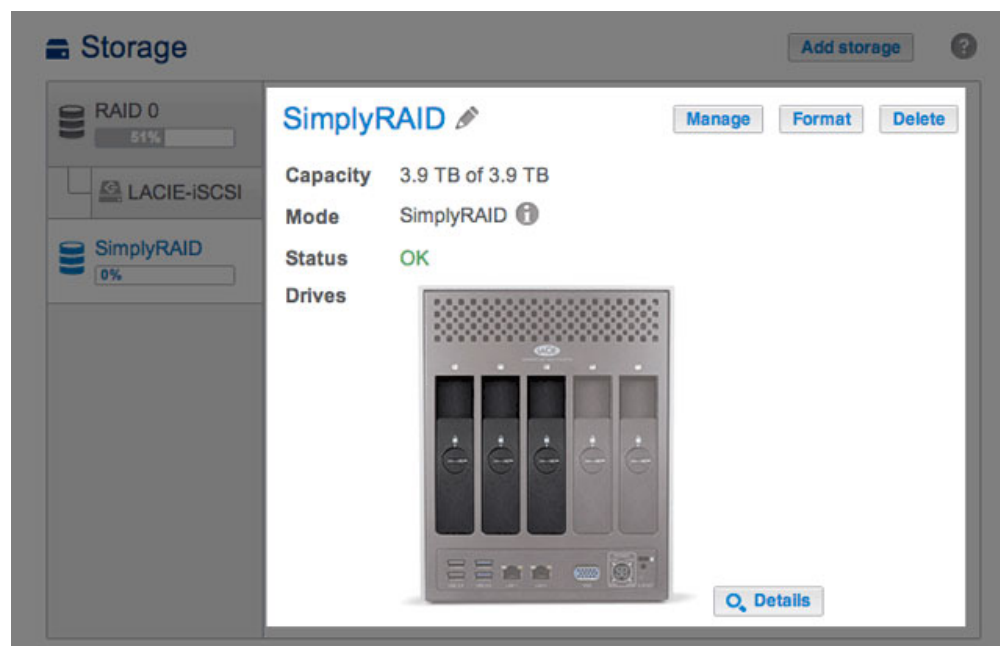 Storage
Add storage
?
RAID 0
51%
LACIE-iSCSI
SimplyRAID
0%
SimplyRAID
Manage
Format
Delete
Capacity 3.9 TB of 3.9 TB
Mode SimplyRAID i
Status OK
Drives
LACIE
Details